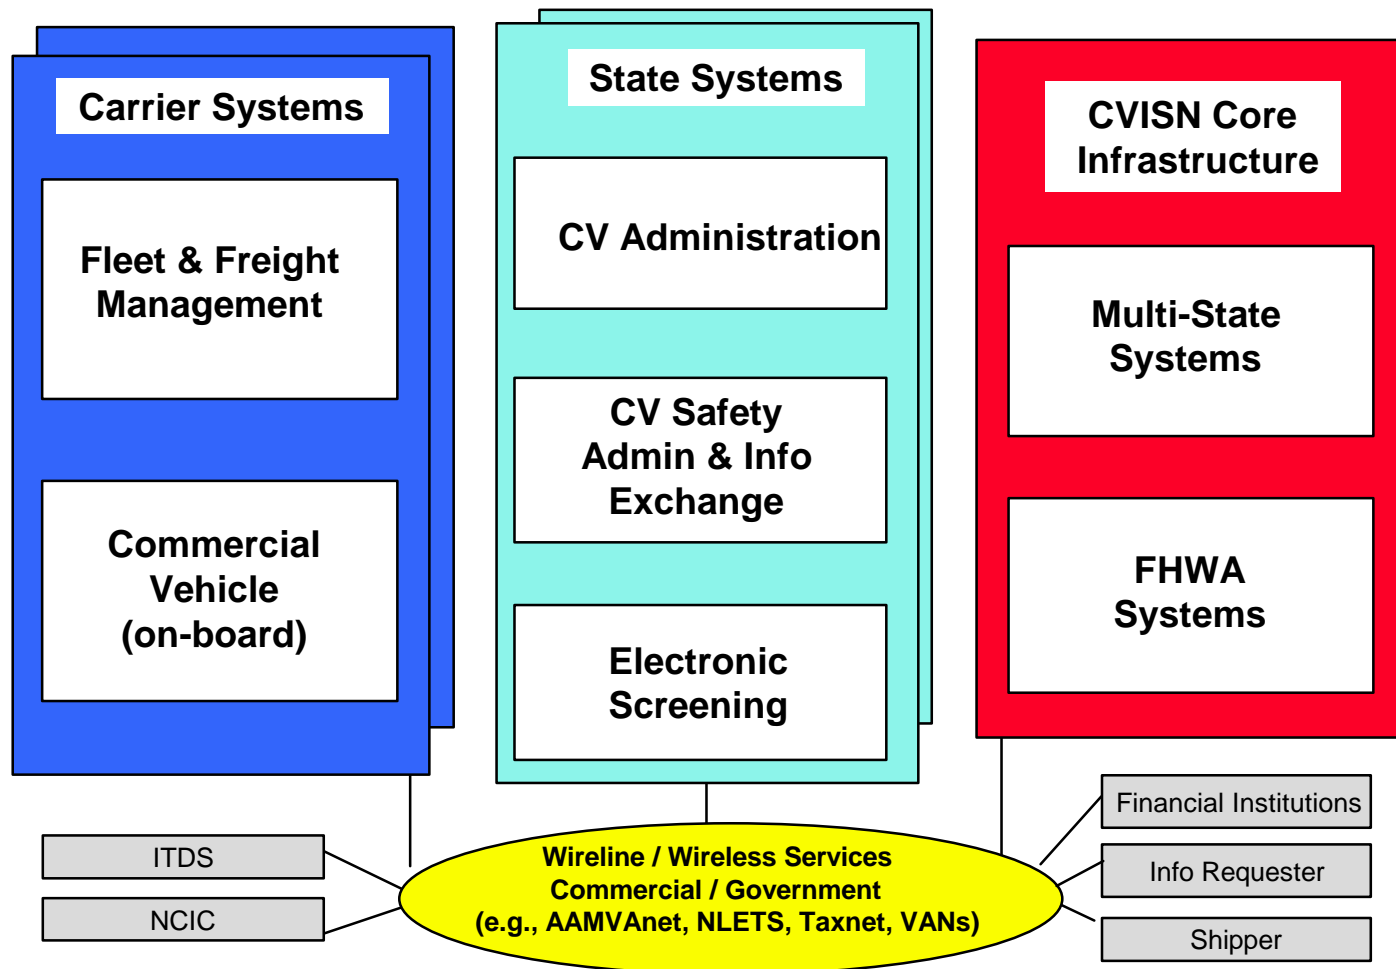 Carrier Systems
Fleet & Freight
Management
Commercial
Vehicle
(on-board)
State Systems
CV Administration
CV Safety
Admin & Info
Exchange
Electronic
Screening
CVISN Core
Infrastructure
Multi-State
Systems
FHWA
Systems
ITDS
NCIC
Wireline / Wireless Services
Commercial / Government
(e.g., AAMVAnet, NLETS, Taxnet, VANs)
Financial Institutions
Info Requester
Shipper